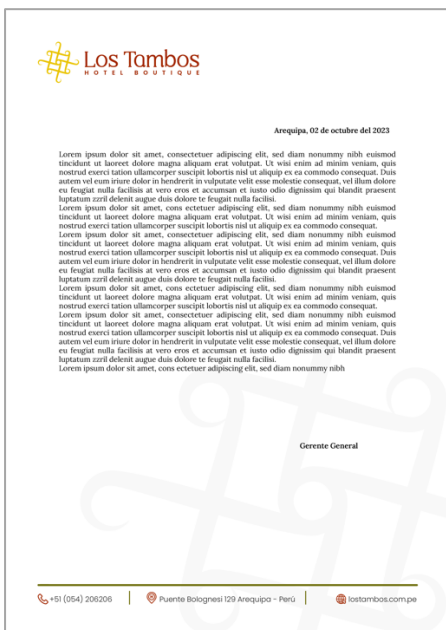 Los Tambos
HOTEL BOUTIQUE
Arequipa, 02 de octubre del 2023
Lorem ipsum dolor sit amet, consectetuer adipiscing elit, sed diam nonummy nibh euismod
tincidunt ut laoreet dolore magna aliquam erat volutpat. Ut wisi enim ad minim veniam, quis
nostrud exerci tation ullamcorper suscipit lobortis nisl ut aliquip ex ea commodo consequat. Duis
autem vel eum iriure dolor in hendrerit in vulputate velit esse molestie consequat, vel illum dolore
eu feugiat nulla facilisis at vero eros et accumsan et iusto odio dignissim qui blandit praesent
luptatum zzril delenit augue duis dolore te feugait nulla facilisi.
Lorem ipsum dolor sit amet, cons ectetuer adipiscing elit, sed diam nonummy nibh euismod
tincidunt ut laoreet dolore magna aliquam erat volutpat. Ut wisi enim ad minim veniam, quis
nostrud exerci tation ullamcorper suscipit lobortis nisl ut aliquip ex ea commodo consequat.
Lorem ipsum dolor sit amet, consectetuer adipiscing elit, sed diam nonummy nibh euismod
tincidunt ut laoreet dolore magna aliquam erat volutpat. Ut wisi enim ad minim veniam, quis
nostrud exerci tation ullamcorper suscipit lobortis nisl ut aliquip ex ea commodo consequat. Duis
autem vel eum iriure dolor in hendrerit in vulputate velit esse molestie consequat, vel illum dolore
eu feugiat nulla facilisis at vero eros et accumsan et iusto odio dignissim qui blandit praesent
luptatum zzril delenit augue duis dolore te feugait nulla facilisi.
Lorem ipsum dolor sit amet, cons ectetuer adipiscing elit, sed diam nonummy nibh euismod
tincidunt ut laoreet dolore magna aliquam erat volutpat. Ut wisi enim ad minim veniam, quis
nostrud exerci tation ullamcorper suscipit lobortis nisl ut aliquip ex ea commodo consequat.
Lorem ipsum dolor sit amet, consectetuer adipiscing elit, sed diam nonummy nibh euismod
tincidunt ut laoreet dolore magna aliquam erat volutpat. Ut wisi enim ad minim veniam, quis
nostrud exerci tation ullamcorper suscipit lobortis nisl ut aliquip ex ea commodo consequat. Duis
autem vel eum iriure dolor in hendrerit in vulputate velit esse molestie consequat, vel illum dolore
eu feugiat nulla facilisis at vero eros et accumsan et iusto odio dignissim qui blandit praesent
luptatum zzril delenit augue duis dolore te feugait nulla facilisi.
Lorem ipsum dolor sit amet, cons ectetuer adipiscing elit, sed diam nonummy nibh
Gerente General
+51 (054) 206206
Puente Bolognesi 129 Arequipa - Perú
lostambos.com.pe